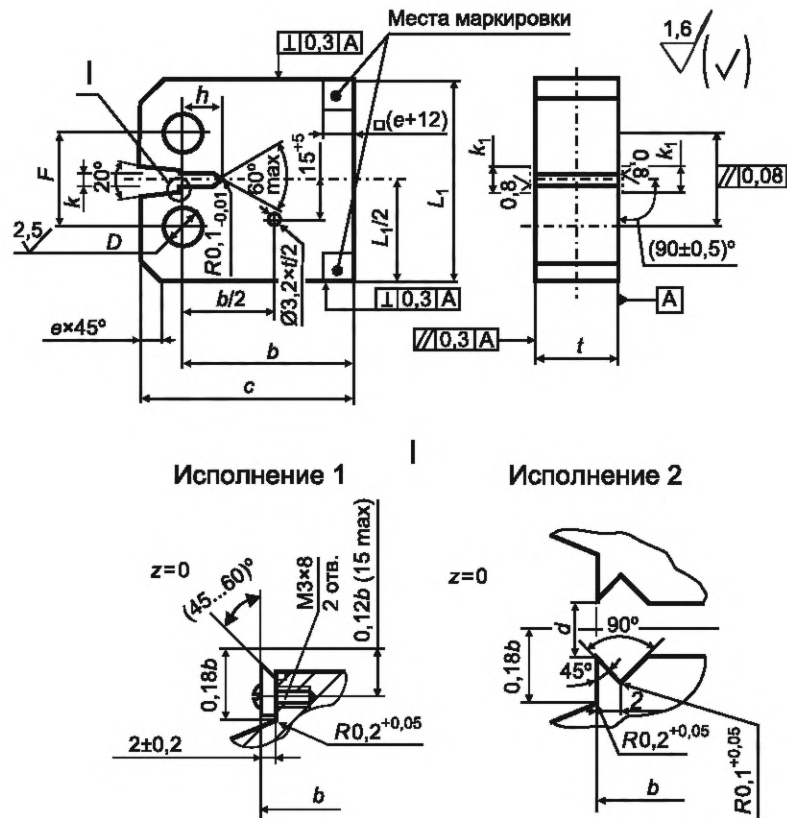 Места маркировки
1,6
⊥ 0,3 A
I
h
□(e+12)
F
k
20°
60° max
15⁺⁵
L₁
L₁/2
k₁
k₁
0,8
0,8
// 0,08
2,5
D
R0,1₋₀,₀₁
Ø3,2×t/2
b/2
⊥ 0,3 A
(90±0,5)°
A
e×45°
b
c
// 0,3 A
t
I
Исполнение 1
Исполнение 2
z=0
(45...60)°
M3×8
2 отв.
0,12b (15 max)
0,18b
2±0,2
R0,2⁺⁰,⁰⁵
b
z=0
d
90°
0,18b
45°
2
R0,2⁺⁰,⁰⁵
R0,1⁺⁰,⁰⁵
b